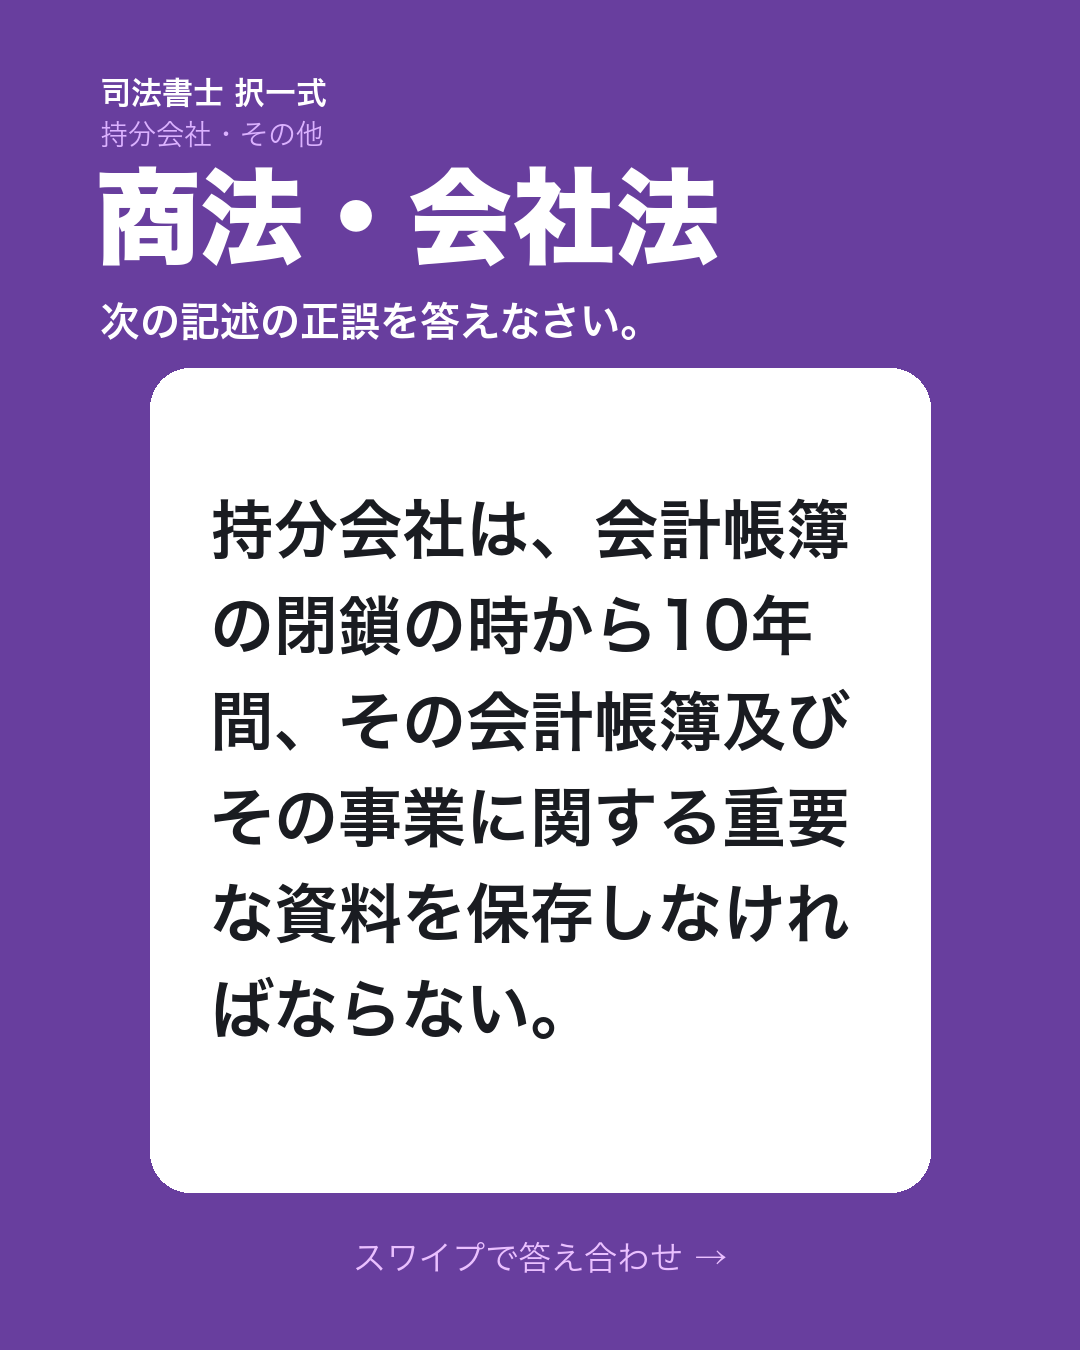 司法書士 択一式
持分会社・その他
商法・会社法
次の記述の正誤を答えなさい。
持分会社は、会計帳簿
の閉鎖の時から10年
間、その会計帳簿及び
その事業に関する重要
な資料を保存しなけれ
ばならない。
スワイプで答え合わせ →